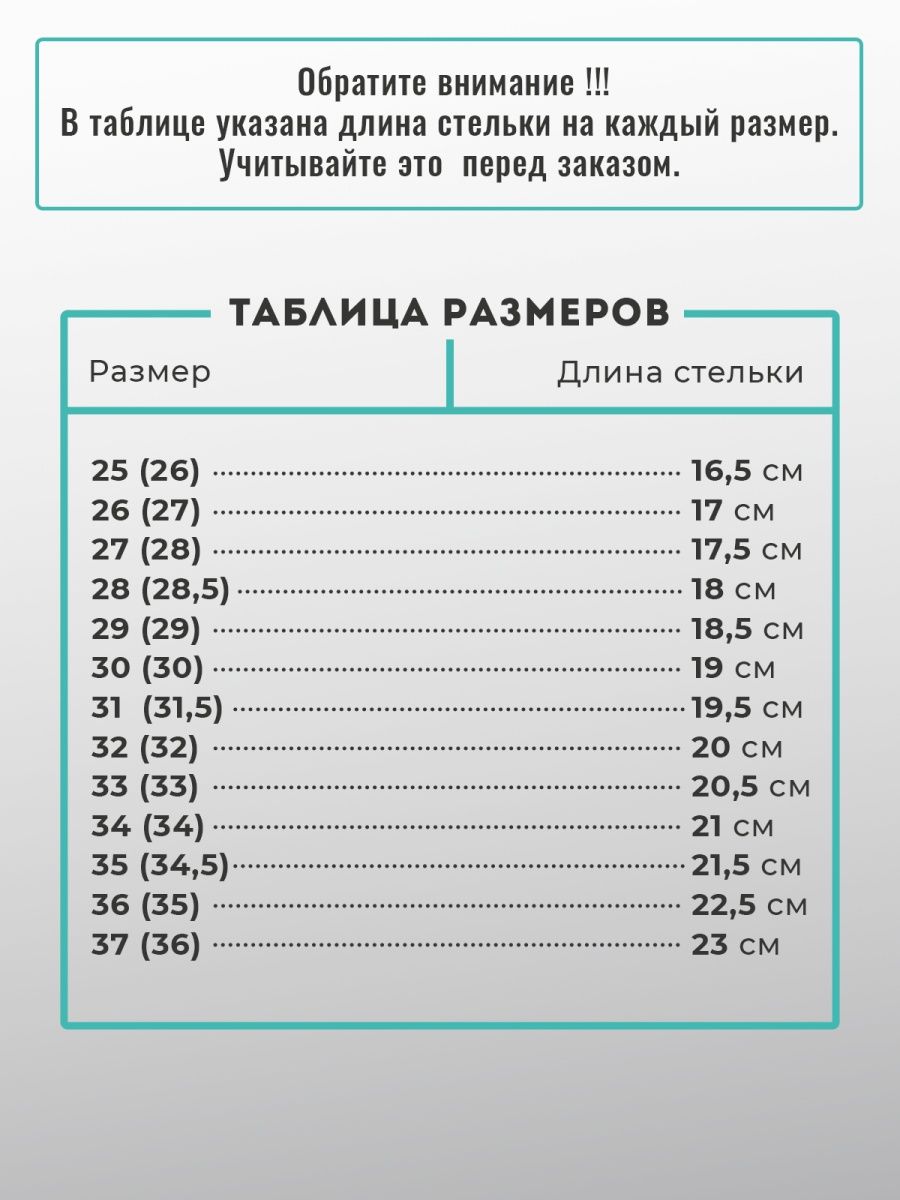 Обратите внимание !!!
В таблице указана длина стельки на каждый размер.
Учитывайте это перед заказом.
ТАБЛИЦА РАЗМЕРОВ
Размер Длина стельки
25 (26) 16,5 см
26 (27) 17 см
27 (28) 17,5 см
28 (28,5) 18 см
29 (29) 18,5 см
30 (30) 19 см
31 (31,5) 19,5 см
32 (32) 20 см
33 (33) 20,5 см
34 (34) 21 см
35 (34,5) 21,5 см
36 (35) 22,5 см
37 (36) 23 см